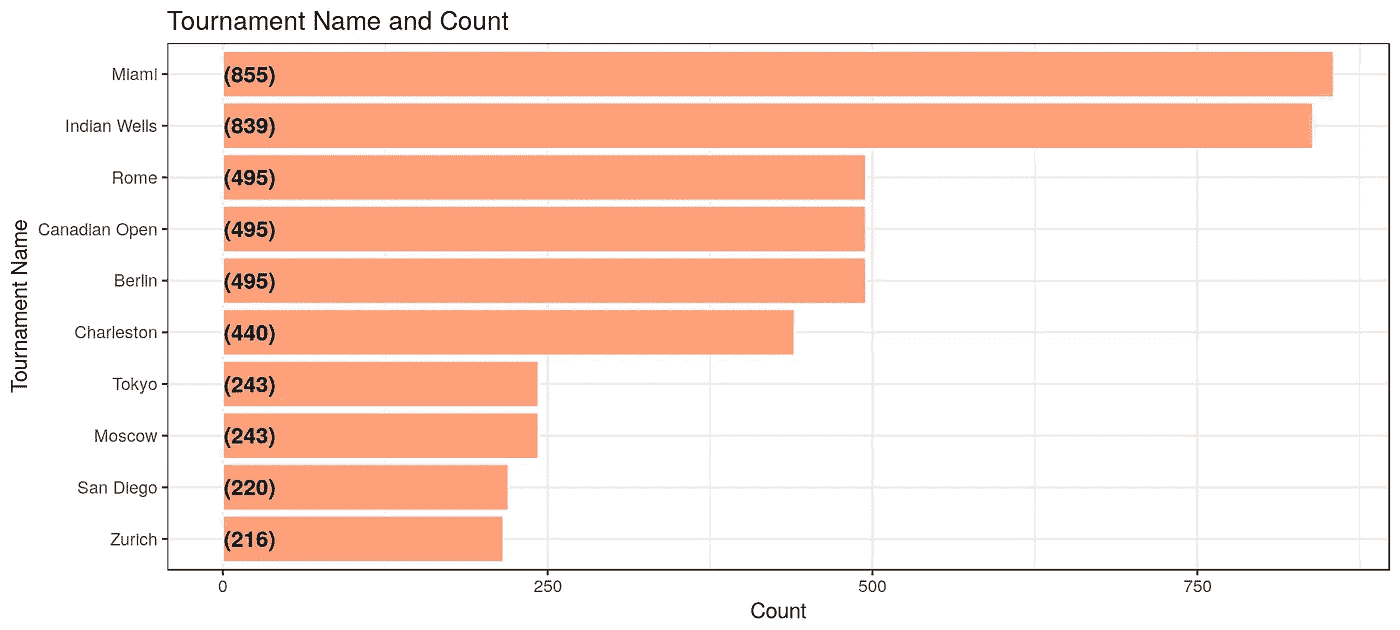 Tournament Name and Count
Tournament Name
Miami (855)
Indian Wells (839)
Rome (495)
Canadian Open (495)
Berlin (495)
Charleston (440)
Tokyo (243)
Moscow (243)
San Diego (220)
Zurich (216)
0 250 500 750
Count